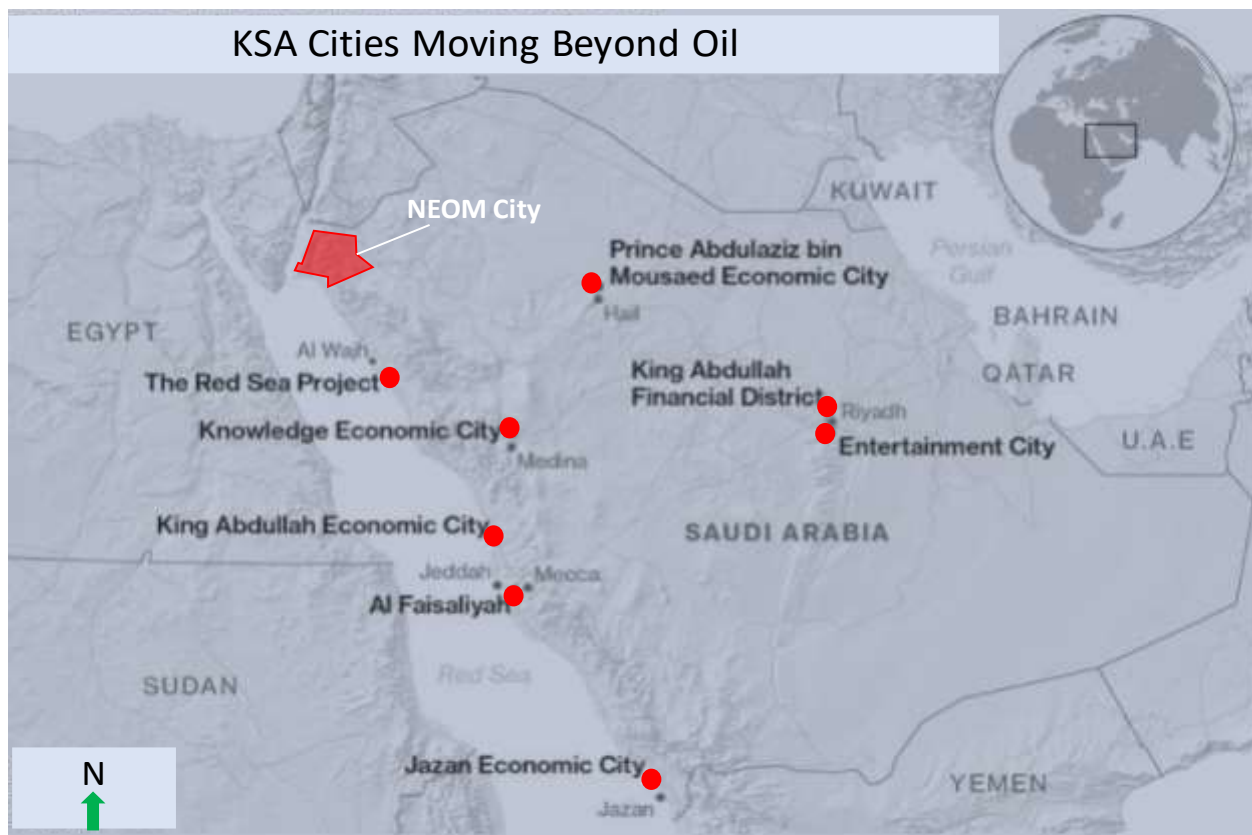 KSA Cities Moving Beyond Oil
KUWAIT
NEOM City
Prince Abdulaziz bin
Mousaed Economic City
Persian
Gulf
Hail
BAHRAIN
EGYPT
Al Wajh
The Red Sea Project
King Abdullah
Financial District
QATAR
Riyadh
Knowledge Economic City
Entertainment City
U.A.E
Medina
King Abdullah Economic City
SAUDI ARABIA
Jeddah
Mecca
Al Faisaliyah
Red Sea
SUDAN
Jazan Economic City
N
YEMEN
Jazan